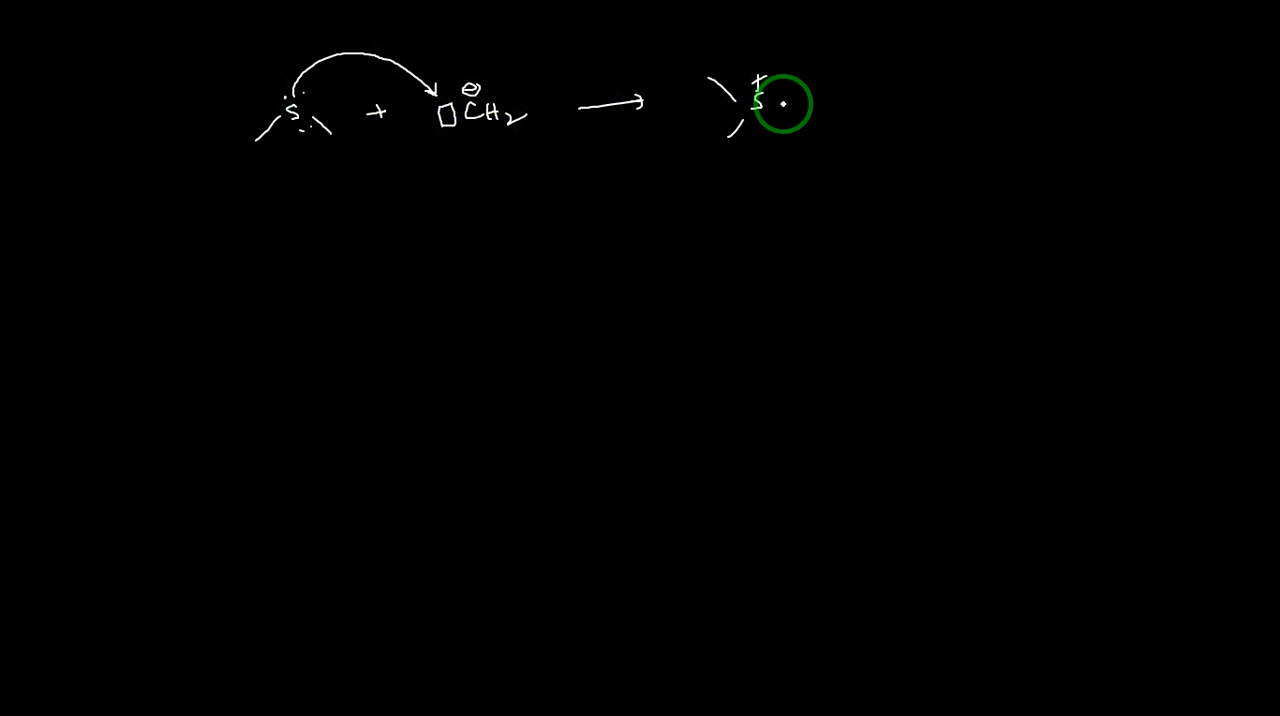 S + □ CH₂ ⊖ → S +